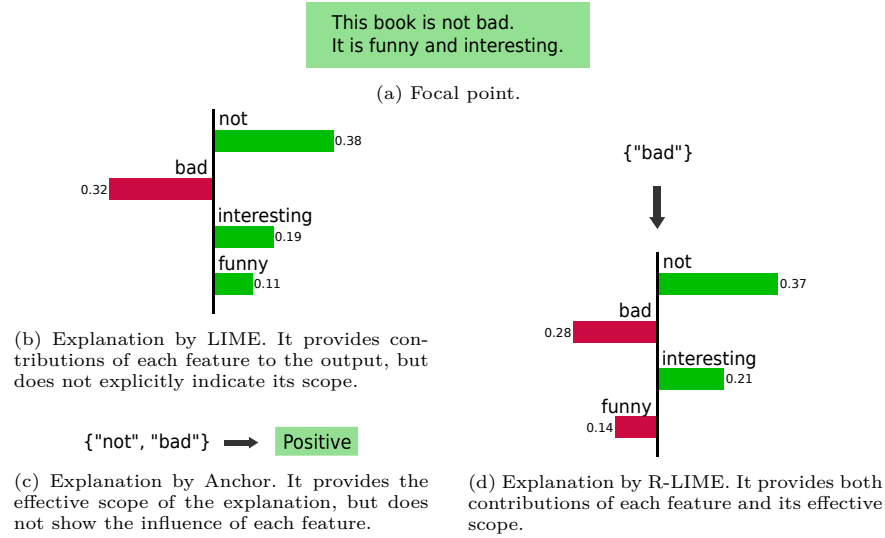 This book is not bad.
It is funny and interesting.
(a) Focal point.
not
0.38
bad
0.32
interesting
0.19
funny
0.11
(b) Explanation by LIME. It provides con-
tributions of each feature to the output, but
does not explicitly indicate its scope.
{"not", "bad"}
Positive
(c) Explanation by Anchor. It provides the
effective scope of the explanation, but does
not show the influence of each feature.
{"bad"}
not
0.37
bad
0.28
interesting
0.21
funny
0.14
(d) Explanation by R-LIME. It provides both
contributions of each feature and its effective
scope.